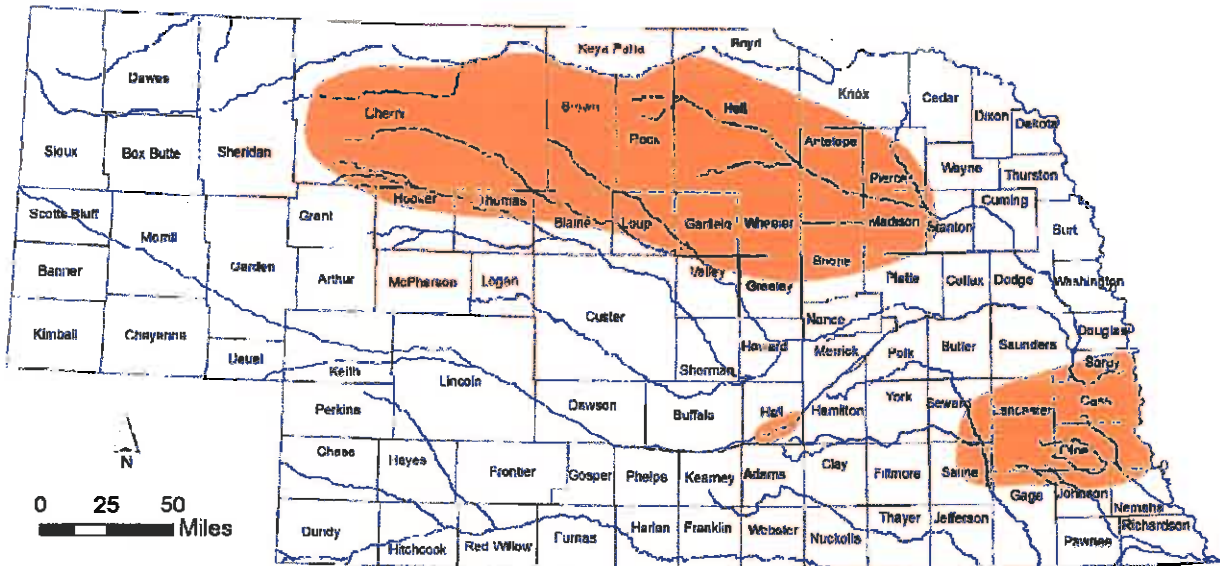 Keya Paha
Boyd
Dawes
Knox
Cedar
Dixon
Dakota
Cherry
Brown
Rock
Holt
Antelope
Sioux
Box Butte
Sheridan
Pierce
Wayne
Thurston
Scotts Bluff
Grant
Hooker
Thomas
Blaine
Loup
Garfield
Wheeler
Madison
Stanton
Cuming
Burt
Morrill
Banner
Garden
Arthur
McPherson
Logan
Valley
Boone
Platte
Colfax
Dodge
Washington
Greeley
Custer
Nance
Kimball
Cheyenne
Deuel
Keith
Lincoln
Sherman
Howard
Merrick
Polk
Butler
Saunders
Douglas
Sarpy
Perkins
Dawson
Buffalo
Hall
Hamilton
York
Seward
Lancaster
Cass
Otoe
Chase
Hayes
Frontier
Gosper
Phelps
Kearney
Adams
Clay
Fillmore
Saline
Gage
Johnson
Nemaha
Dundy
Hitchcock
Red Willow
Furnas
Harlan
Franklin
Webster
Nuckolls
Thayer
Jefferson
Pawnee
Richardson
N
0 25 50
Miles